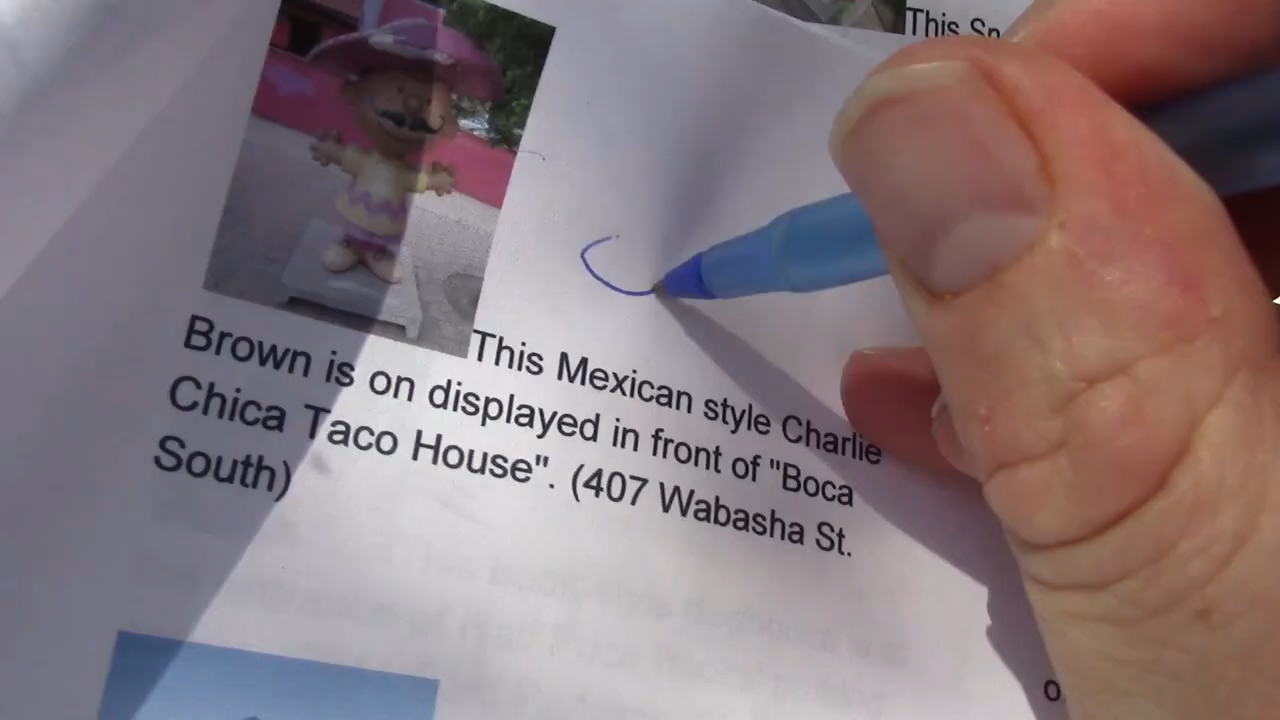 This Sn
This Mexican style Charlie
Brown is on displayed in front of "Boca
Chica Taco House". (407 Wabasha St.
South)
o